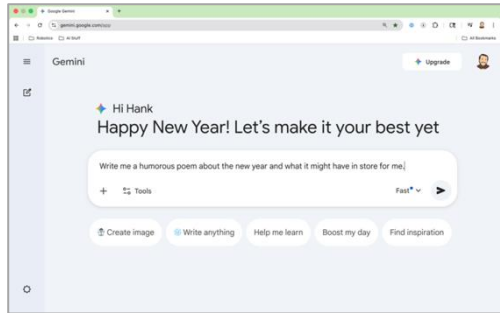 Google Gemini
gemini.google.com/app
Robotics AI Stuff
All Bookmarks
Gemini
Upgrade
Hi Hank
Happy New Year! Let's make it your best yet
Write me a humorous poem about the new year and what it might have in store for me.
Tools
Fast
Create image
Write anything
Help me learn
Boost my day
Find inspiration